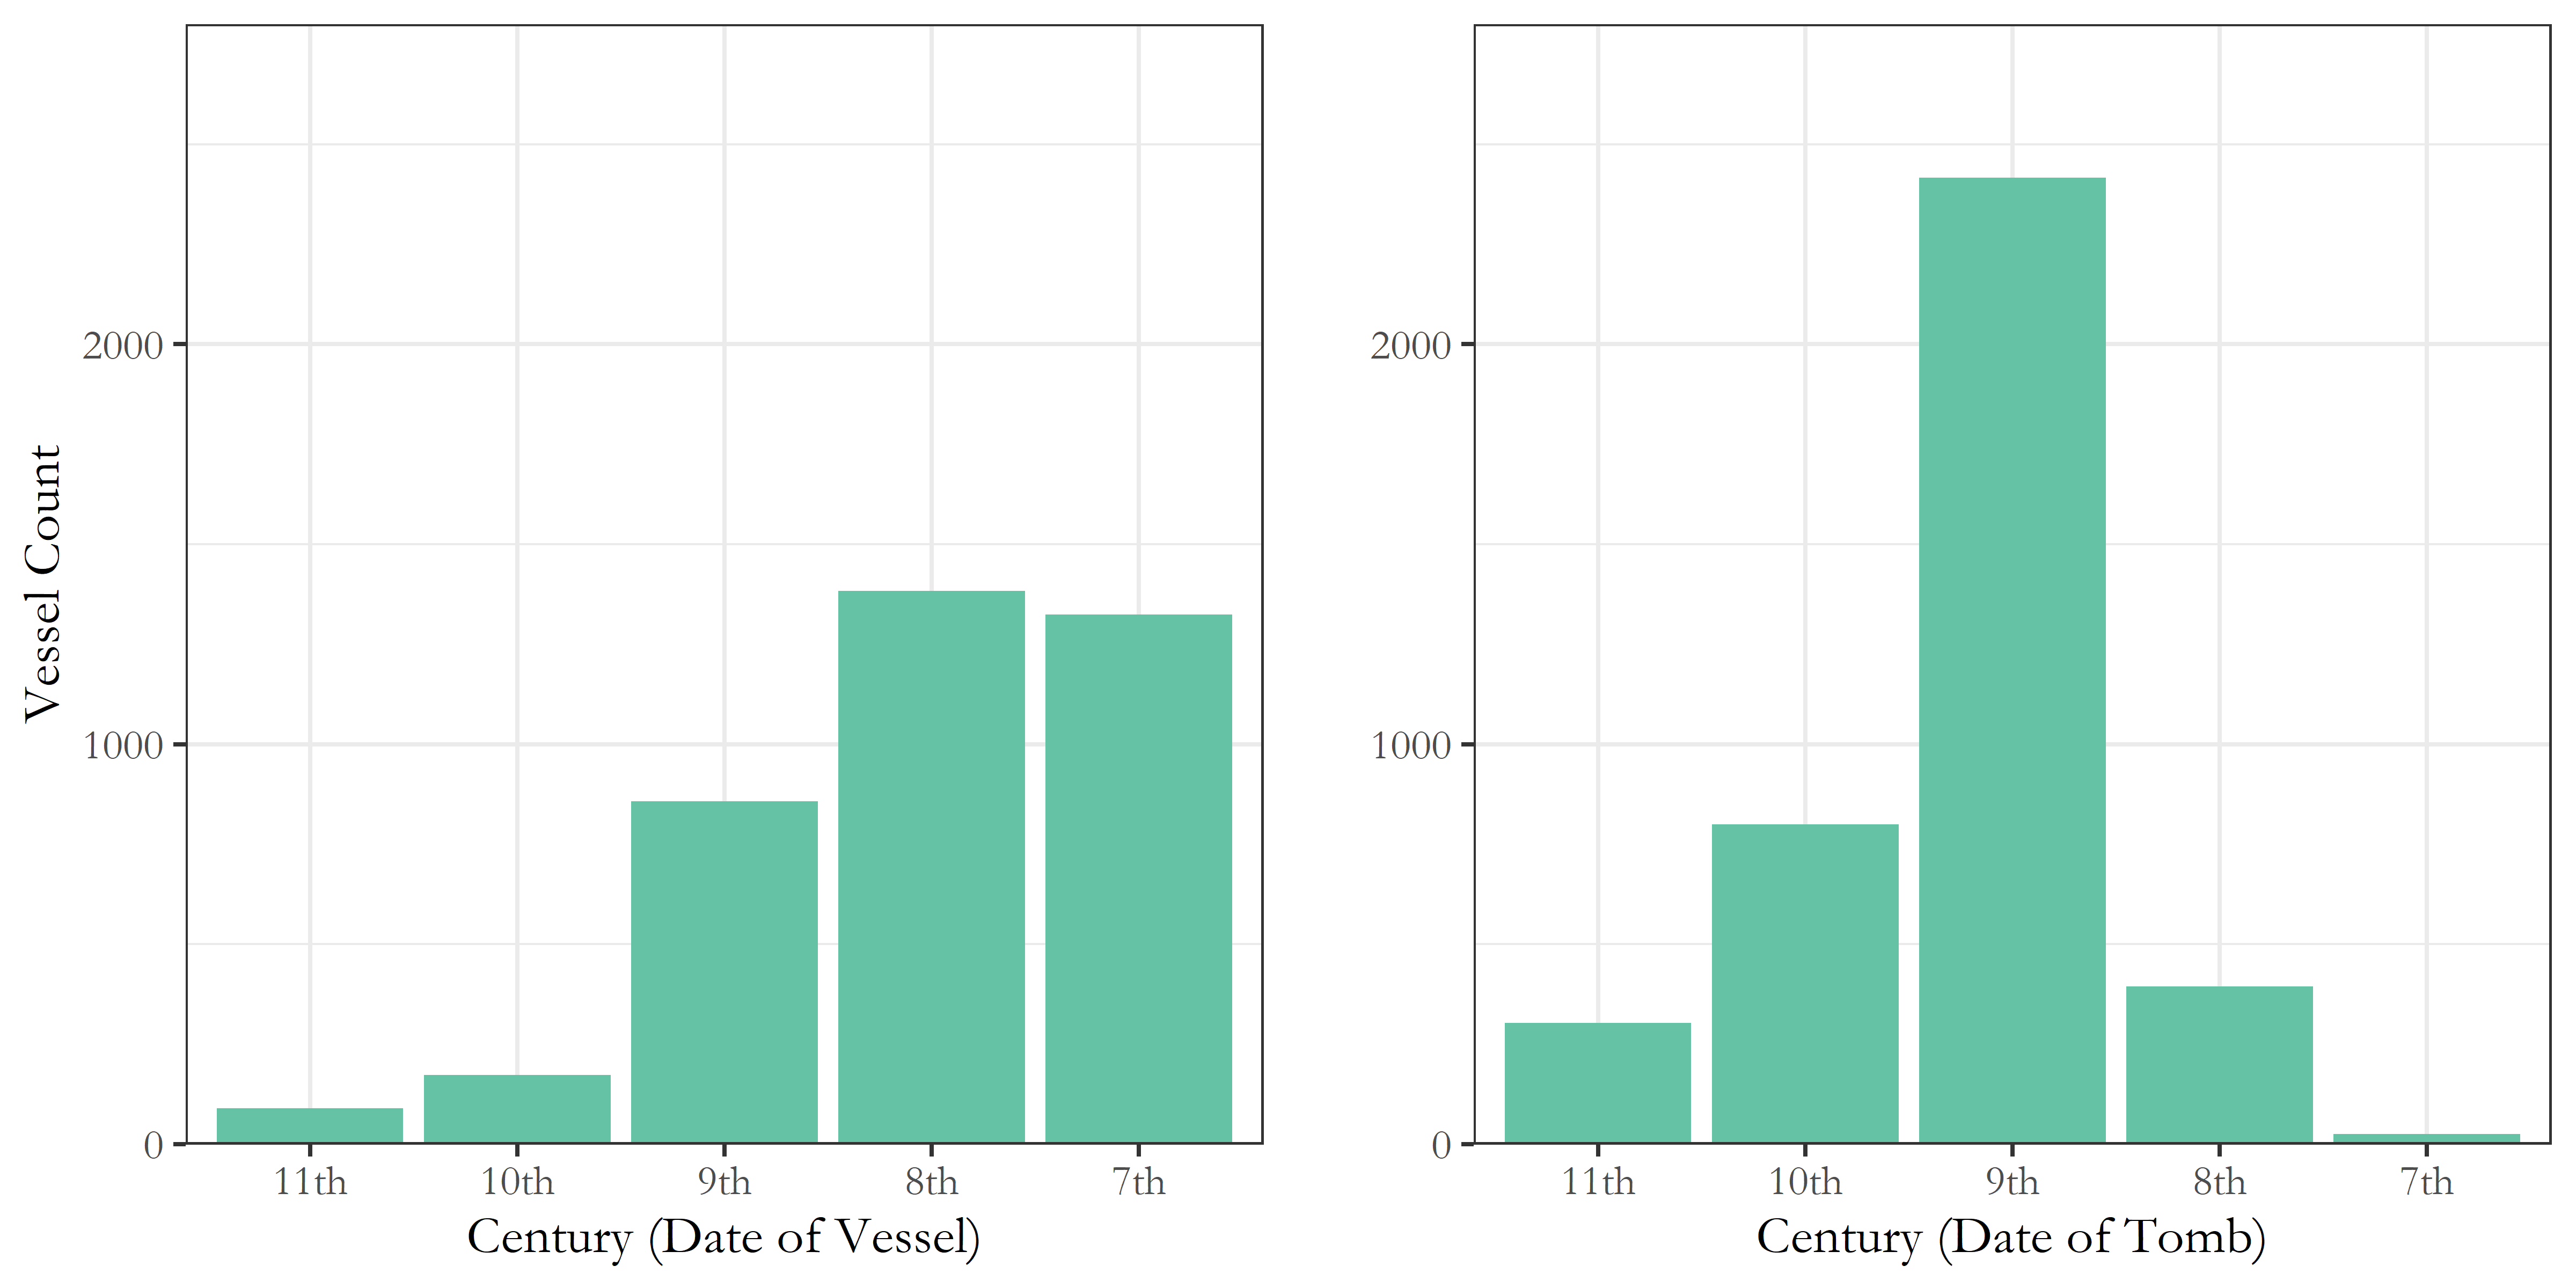 Vessel Count
2000
1000
0
11th 10th 9th 8th 7th
Century (Date of Vessel)
2000
1000
0
11th 10th 9th 8th 7th
Century (Date of Tomb)